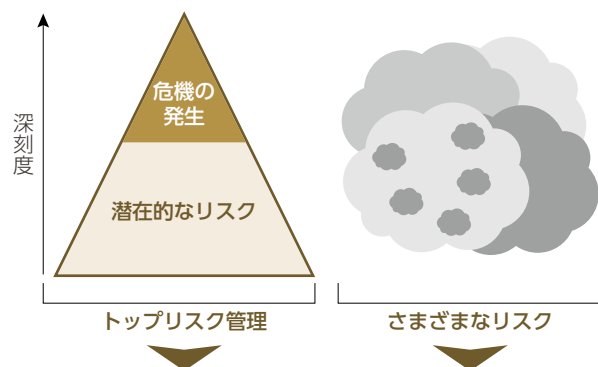 深刻度
危機の
発生
潜在的なリスク
トップリスク管理
さまざまなリスク